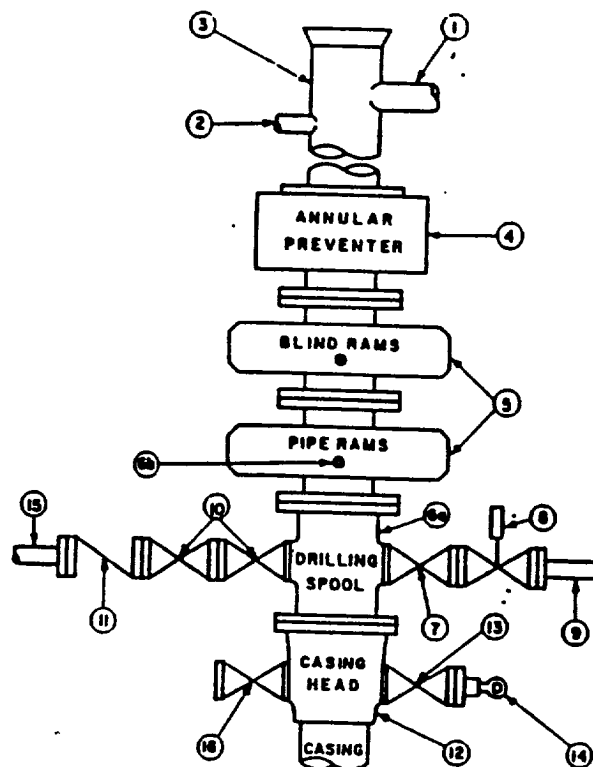 3
1
2
ANNULAR
PREVENTER
4
BLIND RAMS
5
PIPE RAMS
6b
15
10
6a
8
DRILLING
SPOOL
11
7
13
9
CASING
HEAD
16
12
14
CASING